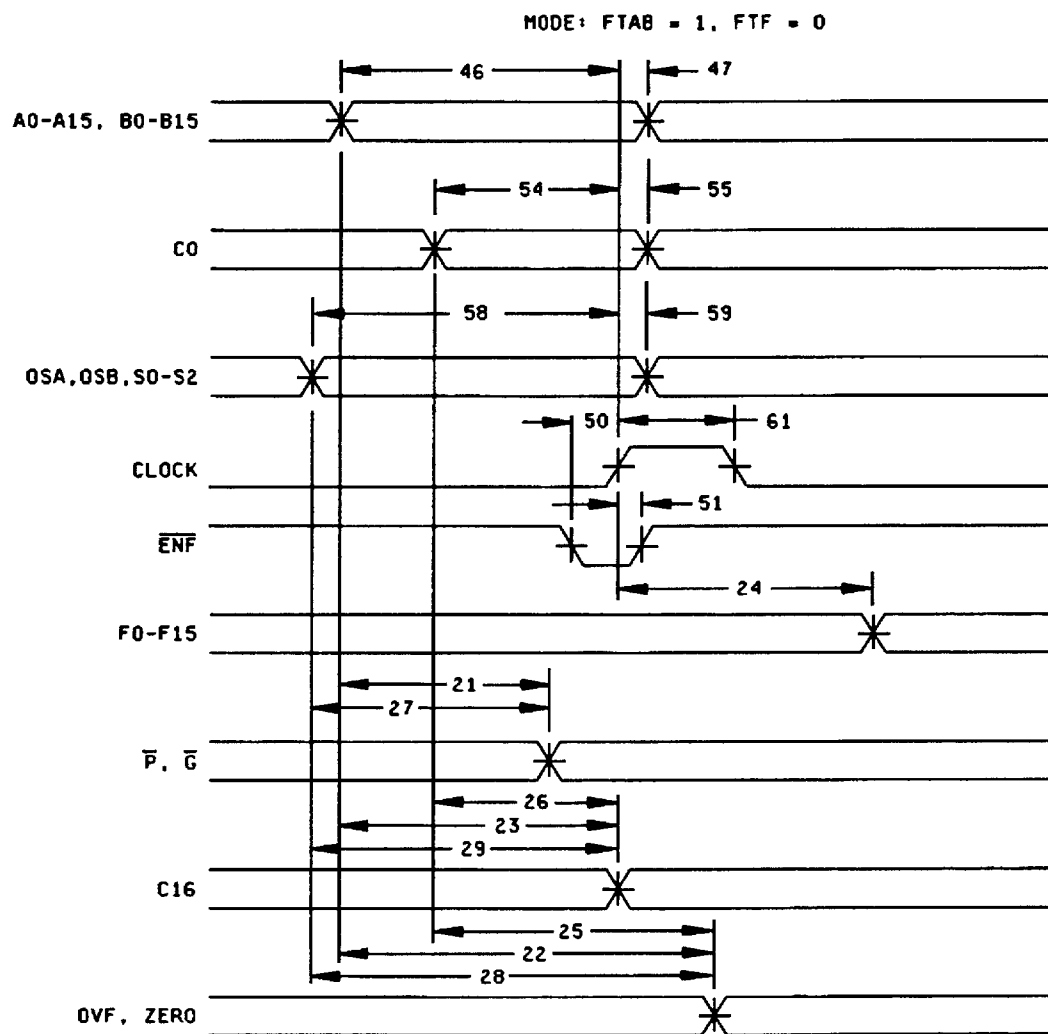 MODE: FTAB = 1, FTF = 0
46
47
A0-A15, B0-B15
54
55
C0
58
59
OSA,OSB,S0-S2
50
61
CLOCK
51
E̅N̅F̅
24
F0-F15
21
27
P̅, G̅
26
23
29
C16
25
22
28
OVF, ZERO